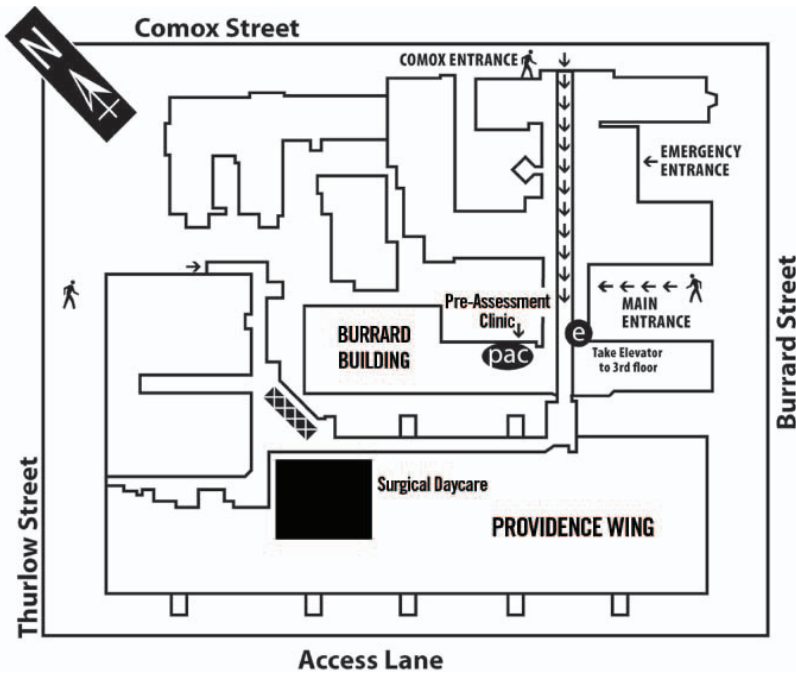 Comox Street
N
COMOX ENTRANCE
EMERGENCY
ENTRANCE
Pre-Assessment
Clinic
MAIN
ENTRANCE
BURRARD
BUILDING
pac
e
Take Elevator
to 3rd floor
Burrard Street
Surgical Daycare
PROVIDENCE WING
Thurlow Street
Access Lane